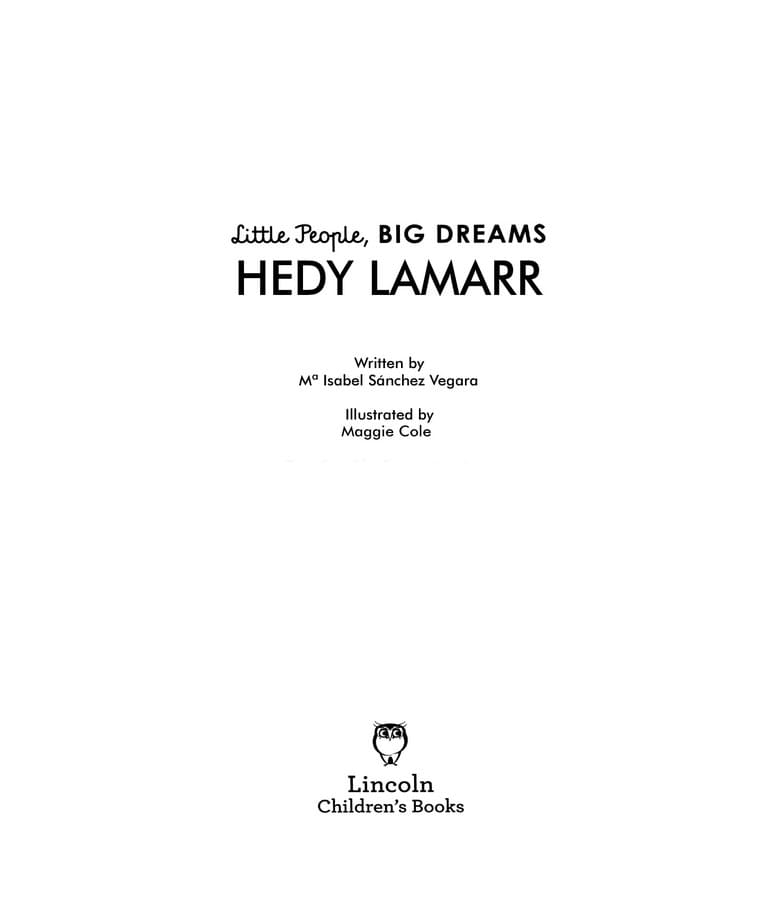 Little People, BIG DREAMS
HEDY LAMARR
Written by
Mª Isabel Sánchez Vegara
Illustrated by
Maggie Cole
Lincoln
Children's Books